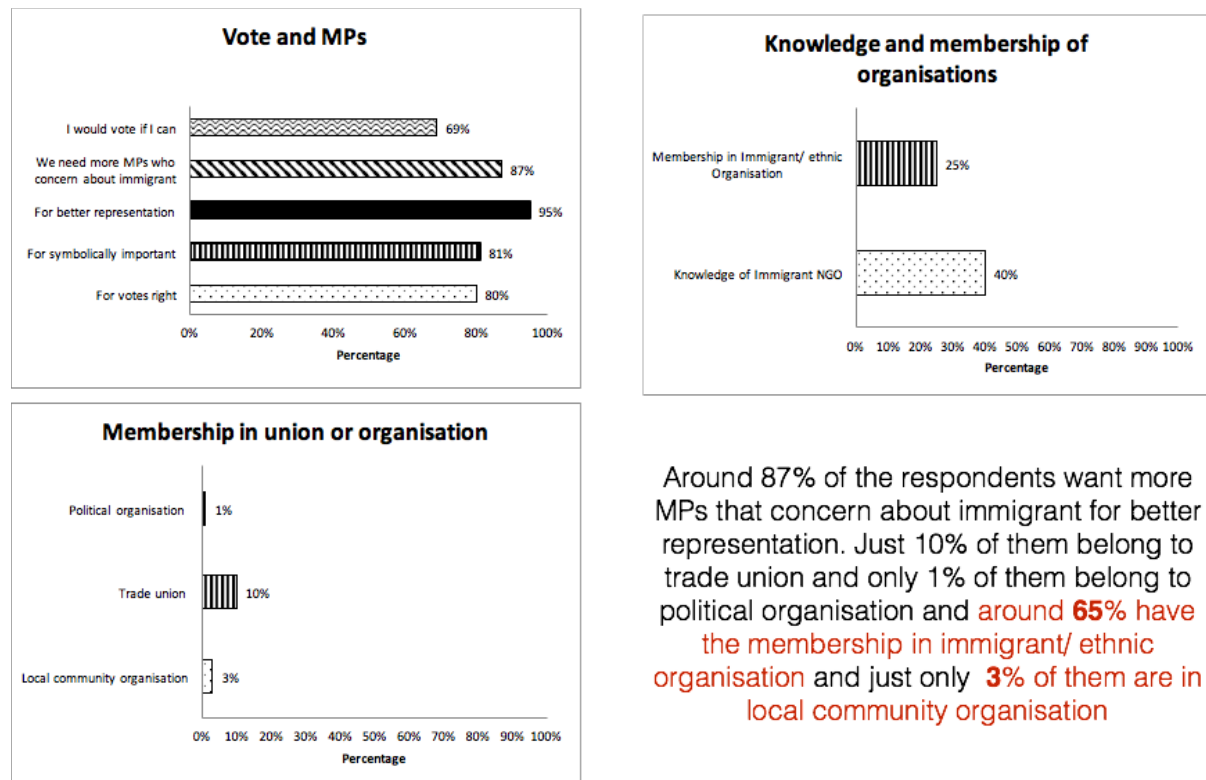 Vote and MPs
I would vote if I can
69%
We need more MPs who
concern about immigrant
87%
For better representation
95%
For symbolically important
81%
For votes right
80%
0% 20% 40% 60% 80% 100%
Percentage
Knowledge and membership of
organisations
Membership in Immigrant/ ethnic
Organisation
25%
Knowledge of Immigrant NGO
40%
0% 10% 20% 30% 40% 50% 60% 70% 80% 90% 100%
Percentage
Membership in union or organisation
Political organisation
1%
Trade union
10%
Local community organisation
3%
0% 10% 20% 30% 40% 50% 60% 70% 80% 90% 100%
Percentage
Around 87% of the respondents want more
MPs that concern about immigrant for better
representation. Just 10% of them belong to
trade union and only 1% of them belong to
political organisation and around 65% have
the membership in immigrant/ ethnic
organisation and just only 3% of them are in
local community organisation